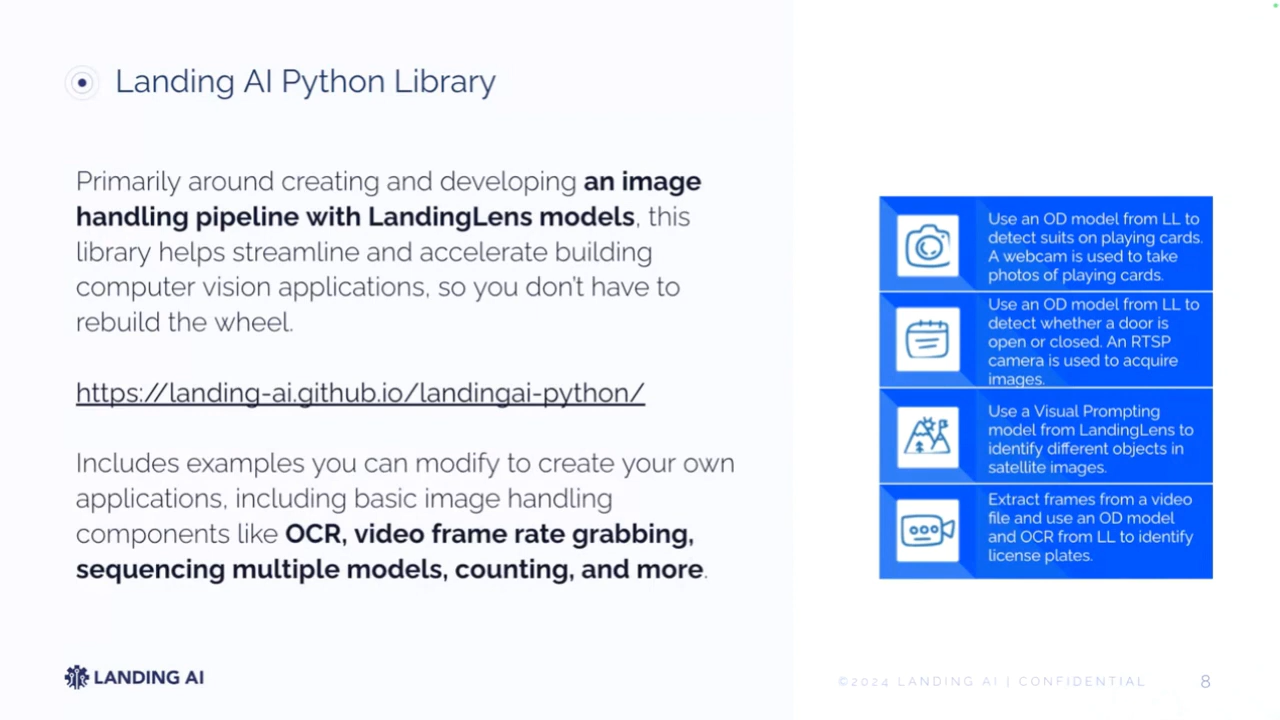 Landing AI Python Library
Primarily around creating and developing an image
handling pipeline with LandingLens models, this
library helps streamline and accelerate building
computer vision applications, so you don't have to
rebuild the wheel.
https://landing-ai.github.io/landingai-python/
Includes examples you can modify to create your own
applications, including basic image handling
components like OCR, video frame rate grabbing,
sequencing multiple models, counting, and more.
Use an OD model from LL to
detect suits on playing cards.
A webcam is used to take
photos of playing cards.
Use an OD model from LL to
detect whether a door is
open or closed. An RTSP
camera is used to acquire
images.
Use a Visual Prompting
model from LandingLens to
identify different objects in
satellite images.
Extract frames from a video
file and use an OD model
and OCR from LL to identify
license plates.
LANDING AI
©2024 LANDING AI | CONFIDENTIAL
8